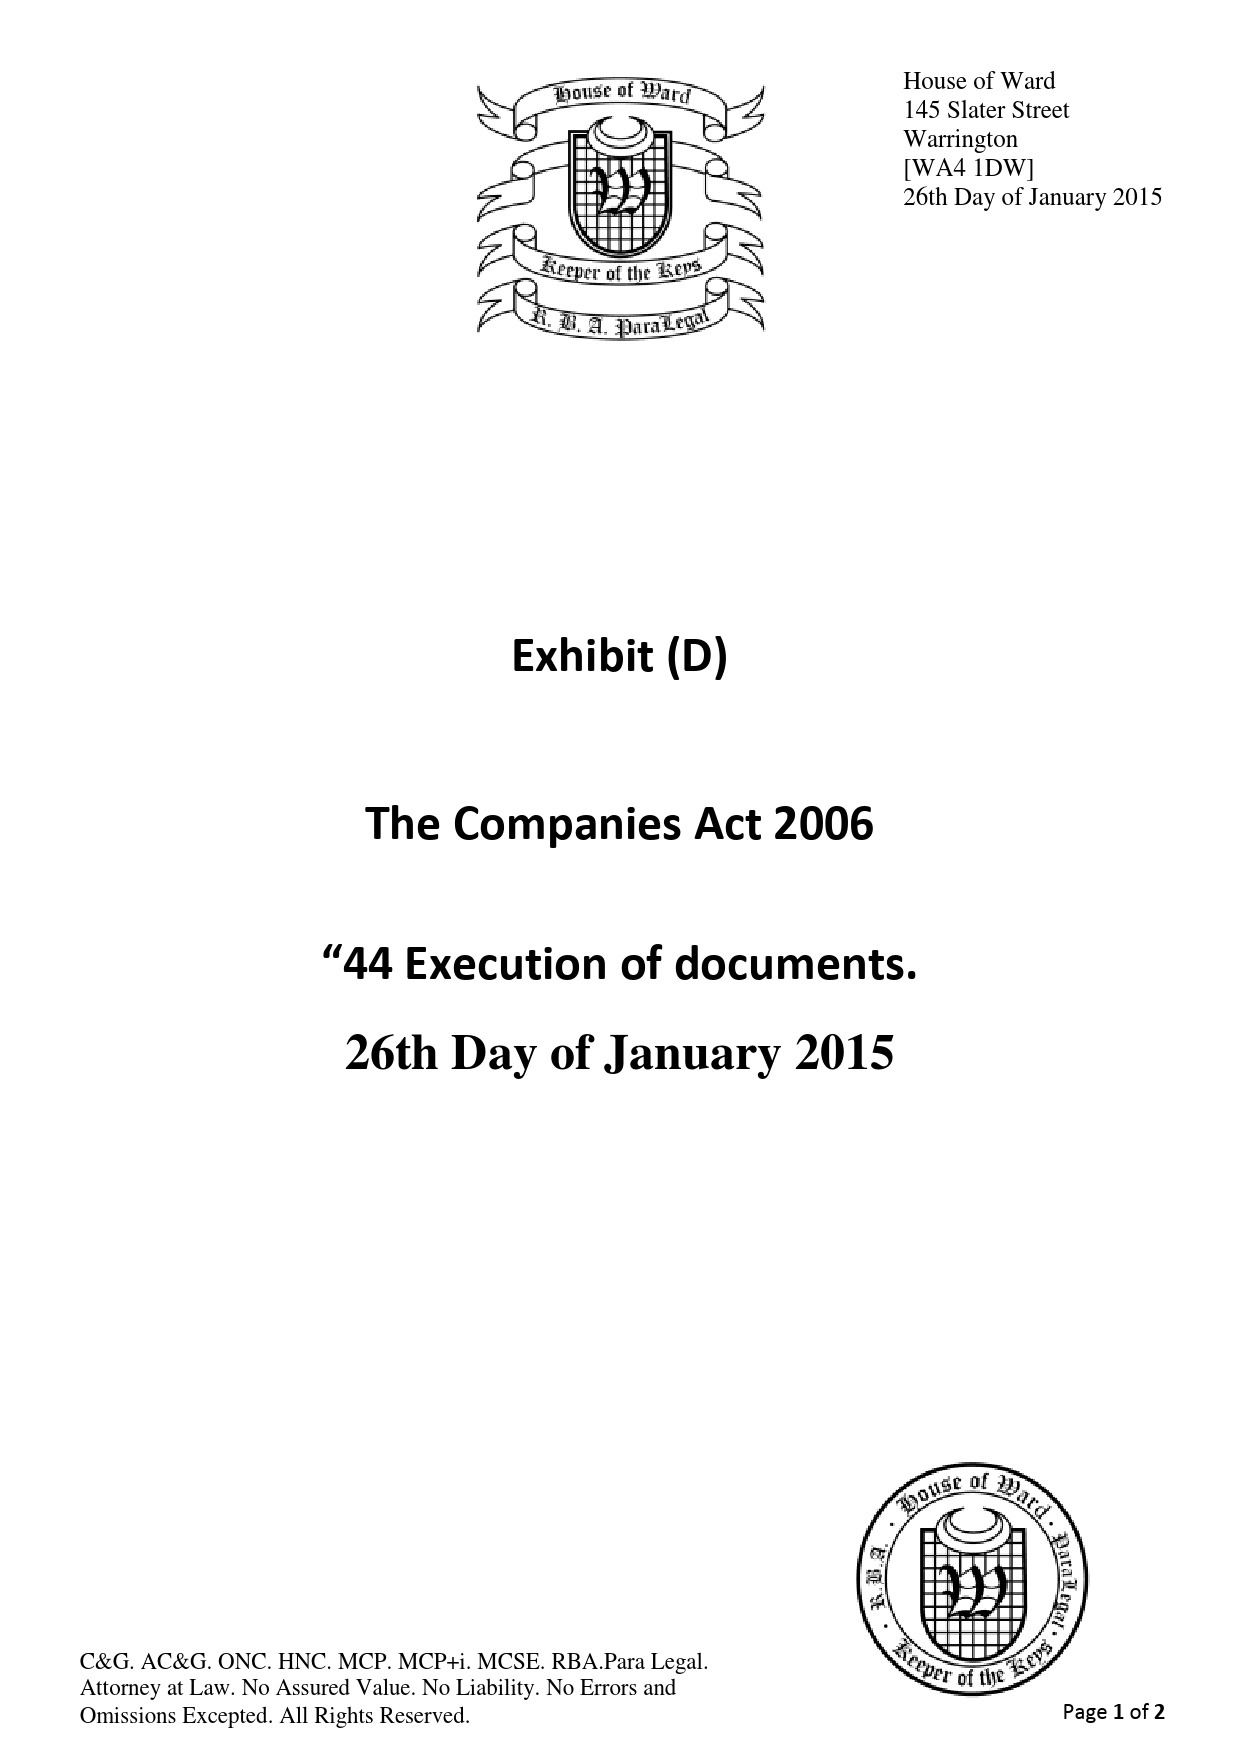 House of Ward
Keeper of the Keys
R. B. A. ParaLegal
House of Ward
145 Slater Street
Warrington
[WA4 1DW]
26th Day of January 2015
Exhibit (D)
The Companies Act 2006
“44 Execution of documents.
26th Day of January 2015
· House of Ward · ParaLegal · Keeper of the Keys · R.B.A.
C&G. AC&G. ONC. HNC. MCP. MCP+i. MCSE. RBA.Para Legal.
Attorney at Law. No Assured Value. No Liability. No Errors and
Omissions Excepted. All Rights Reserved.
Page 1 of 2